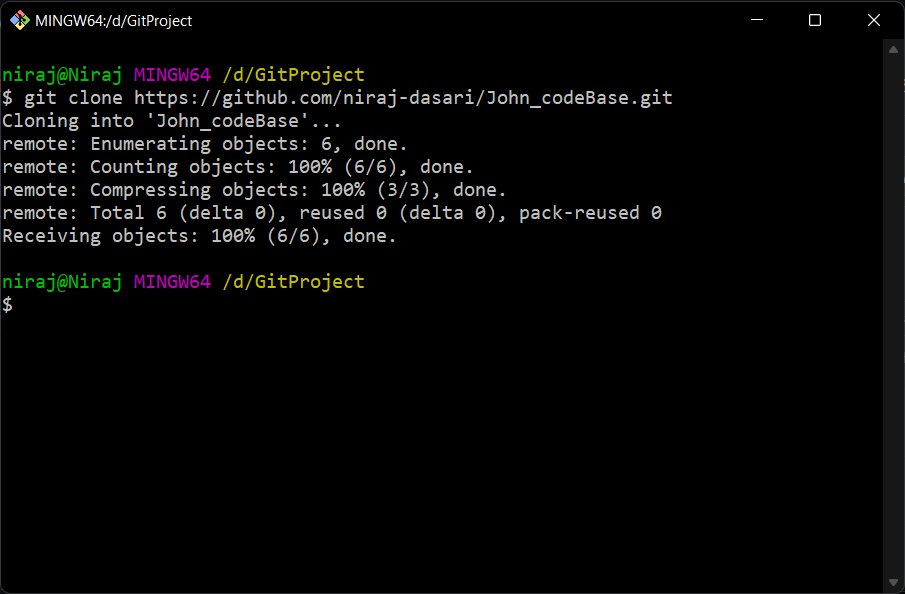 MINGW64:/d/GitProject
niraj@Niraj MINGW64 /d/GitProject
$ git clone https://github.com/niraj-dasari/John_codeBase.git
Cloning into 'John_codeBase'...
remote: Enumerating objects: 6, done.
remote: Counting objects: 100% (6/6), done.
remote: Compressing objects: 100% (3/3), done.
remote: Total 6 (delta 0), reused 0 (delta 0), pack-reused 0
Receiving objects: 100% (6/6), done.
niraj@Niraj MINGW64 /d/GitProject
$